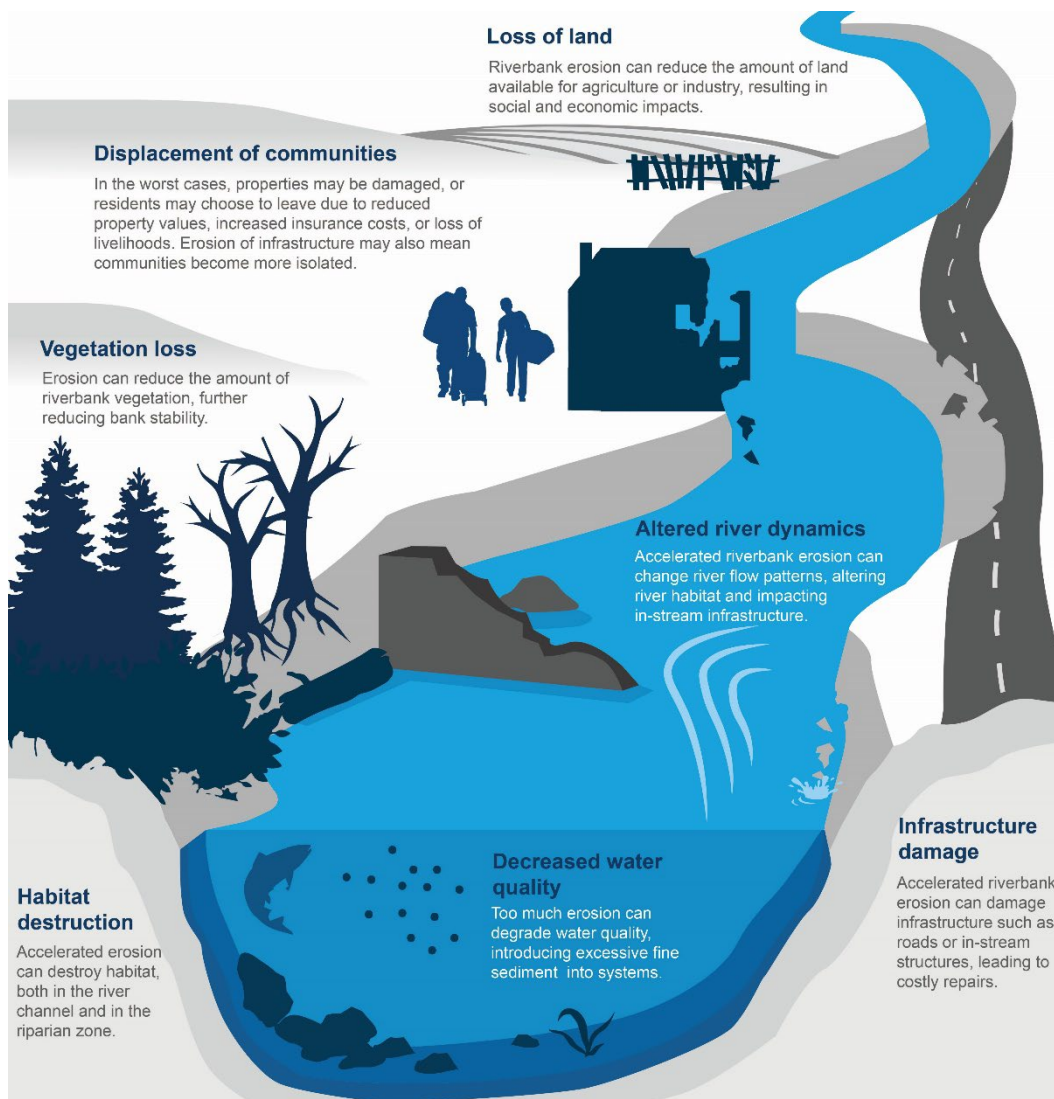 Loss of land
Riverbank erosion can reduce the amount of land
available for agriculture or industry, resulting in
social and economic impacts.
Displacement of communities
In the worst cases, properties may be damaged, or
residents may choose to leave due to reduced
property values, increased insurance costs, or loss of
livelihoods. Erosion of infrastructure may also mean
communities become more isolated.
Vegetation loss
Erosion can reduce the amount of
riverbank vegetation, further
reducing bank stability.
Altered river dynamics
Accelerated riverbank erosion can
change river flow patterns, altering
river habitat and impacting
in-stream infrastructure.
Habitat
destruction
Accelerated erosion
can destroy habitat,
both in the river
channel and in the
riparian zone.
Decreased water
quality
Too much erosion can
degrade water quality,
introducing excessive fine
sediment into systems.
Infrastructure
damage
Accelerated riverbank
erosion can damage
infrastructure such as
roads or in-stream
structures, leading to
costly repairs.